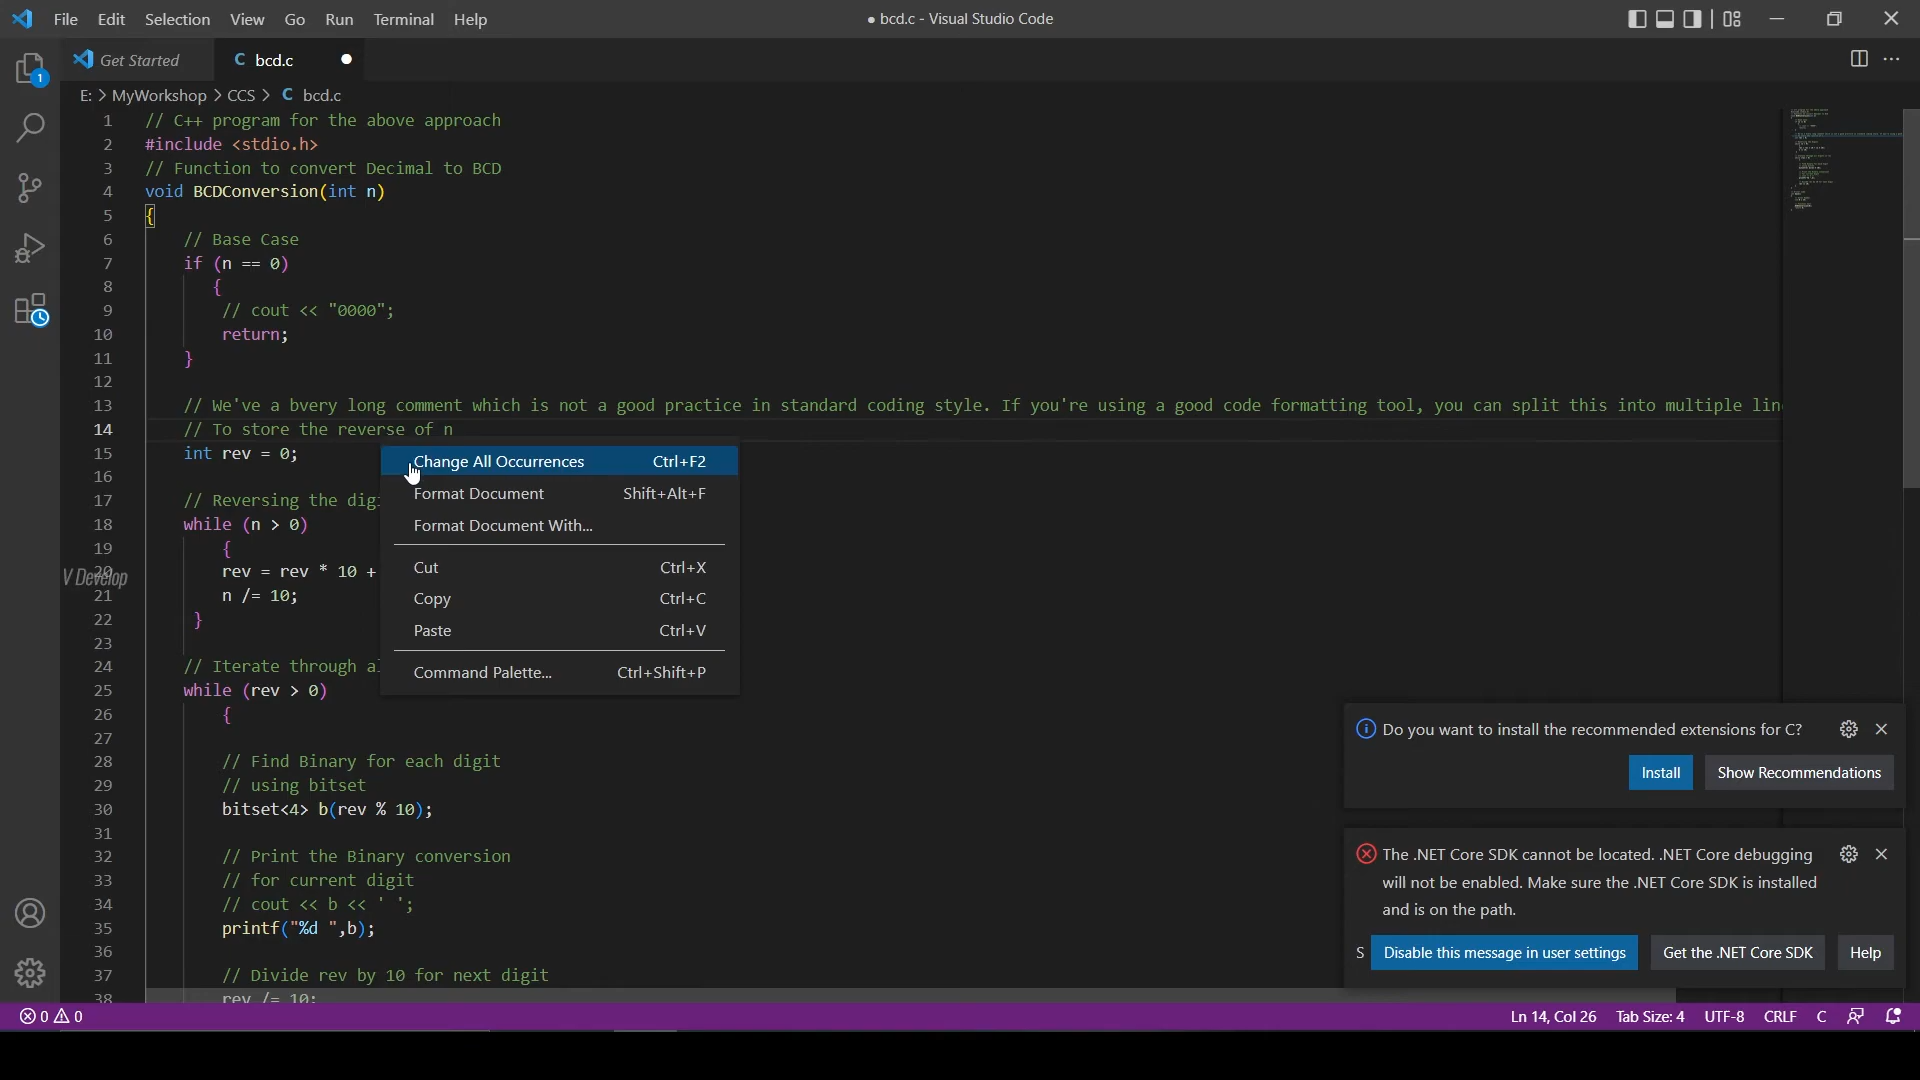 File Edit Selection View Go Run Terminal Help
● bcd.c - Visual Studio Code
1
Get Started
C bcd.c ●
E: > MyWorkshop > CCS > C bcd.c
1 // C++ program for the above approach
2 #include <stdio.h>
3 // Function to convert Decimal to BCD
4 void BCDConversion(int n)
5 {
6 // Base Case
7 if (n == 0)
8 {
9 // cout << "0000";
10 return;
11 }
12
13 // We've a bvery long comment which is not a good practice in standard coding style. If you're using a good code formatting tool, you can split this into multiple lin
14 // To store the reverse of n
15 int rev = 0;
16
17 // Reversing the dig
18 while (n > 0)
19 {
20 rev = rev * 10 +
V Develop
21 n /= 10;
22 }
23
24 // Iterate through a
25 while (rev > 0)
26 {
27
28 // Find Binary for each digit
29 // using bitset
30 bitset<4> b(rev % 10);
31
32 // Print the Binary conversion
33 // for current digit
34 // cout << b << ' ';
35 printf("%d ",b);
36
37 // Divide rev by 10 for next digit
38 rev /= 10;
Change All Occurrences Ctrl+F2
Format Document Shift+Alt+F
Format Document With...
Cut Ctrl+X
Copy Ctrl+C
Paste Ctrl+V
Command Palette... Ctrl+Shift+P
Do you want to install the recommended extensions for C?
Install Show Recommendations
The .NET Core SDK cannot be located. .NET Core debugging
will not be enabled. Make sure the .NET Core SDK is installed
and is on the path.
S Disable this message in user settings Get the .NET Core SDK Help
0 0 Ln 14, Col 26 Tab Size: 4 UTF-8 CRLF C